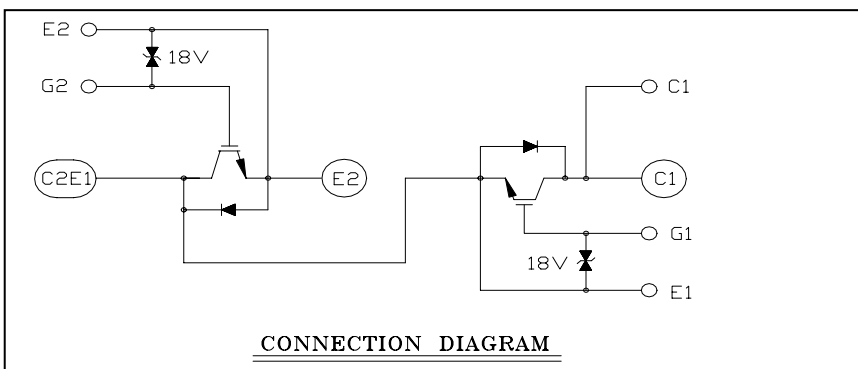 E2
18V
G2
C1
C2E1
E2
C1
G1
18V
E1
CONNECTION DIAGRAM